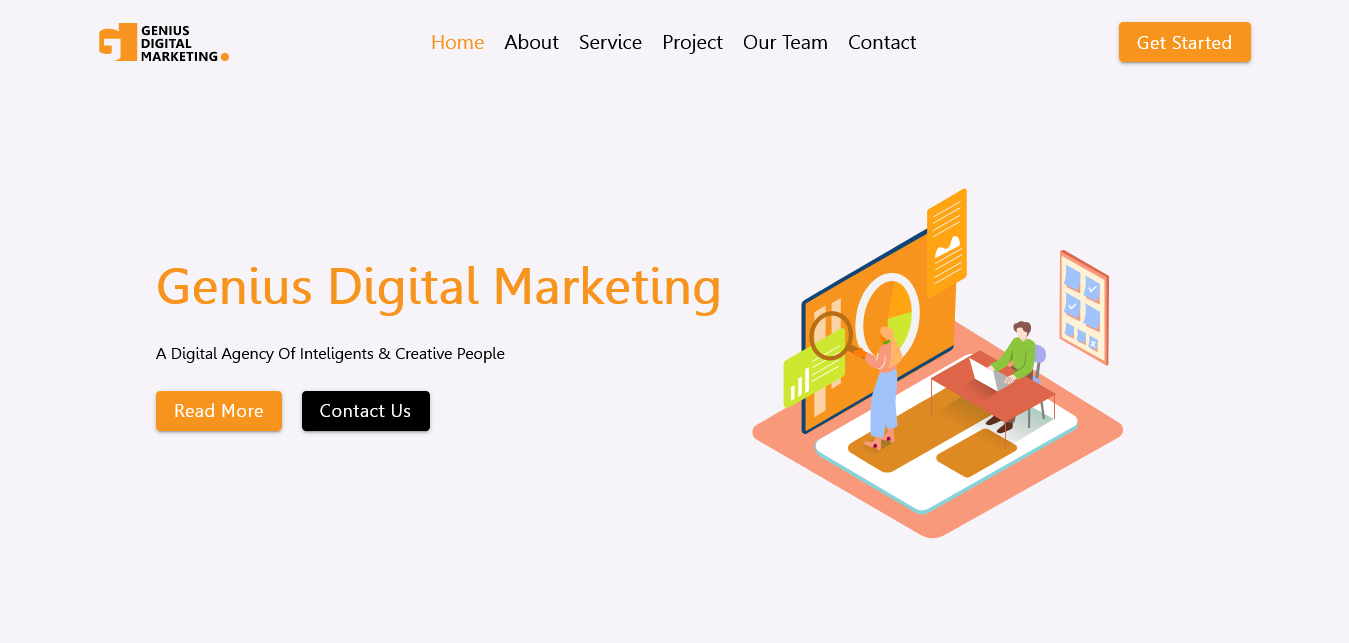 GENIUS
DIGITAL
MARKETING
Home About Service Project Our Team Contact
Get Started
Genius Digital Marketing
A Digital Agency Of Inteligents & Creative People
Read More Contact Us